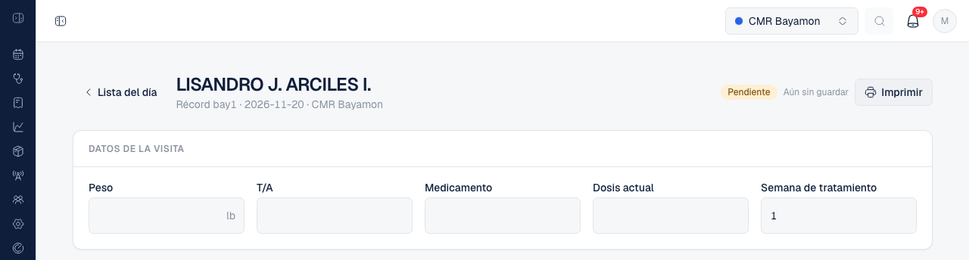 CMR Bayamon
9+
M
Lista del día
LISANDRO J. ARCILES I.
Récord bay1 · 2026-11-20 · CMR Bayamon
Pendiente
Aún sin guardar
Imprimir
DATOS DE LA VISITA
Peso
T/A
Medicamento
Dosis actual
Semana de tratamiento
lb
1